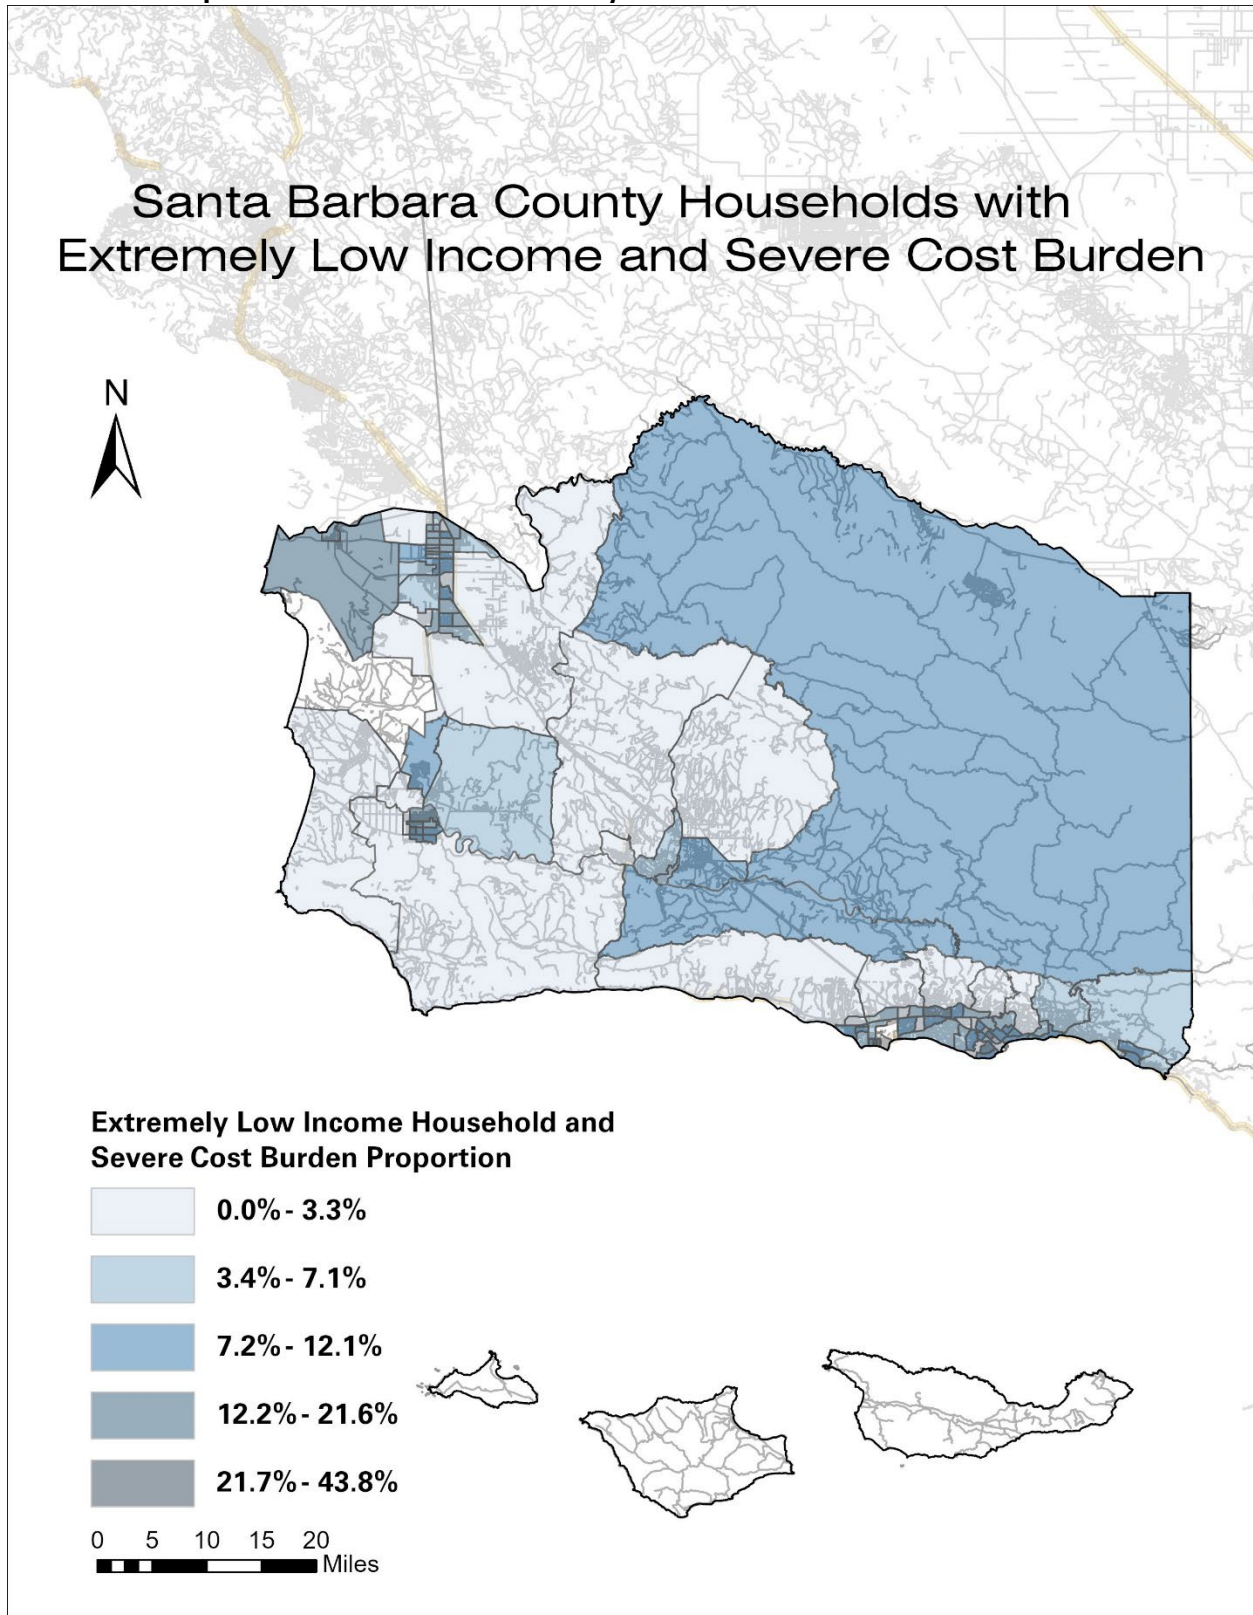 Santa Barbara County Households with
Extremely Low Income and Severe Cost Burden
N
Extremely Low Income Household and
Severe Cost Burden Proportion
0.0% - 3.3%
3.4% - 7.1%
7.2% - 12.1%
12.2% - 21.6%
21.7% - 43.8%
0 5 10 15 20
Miles